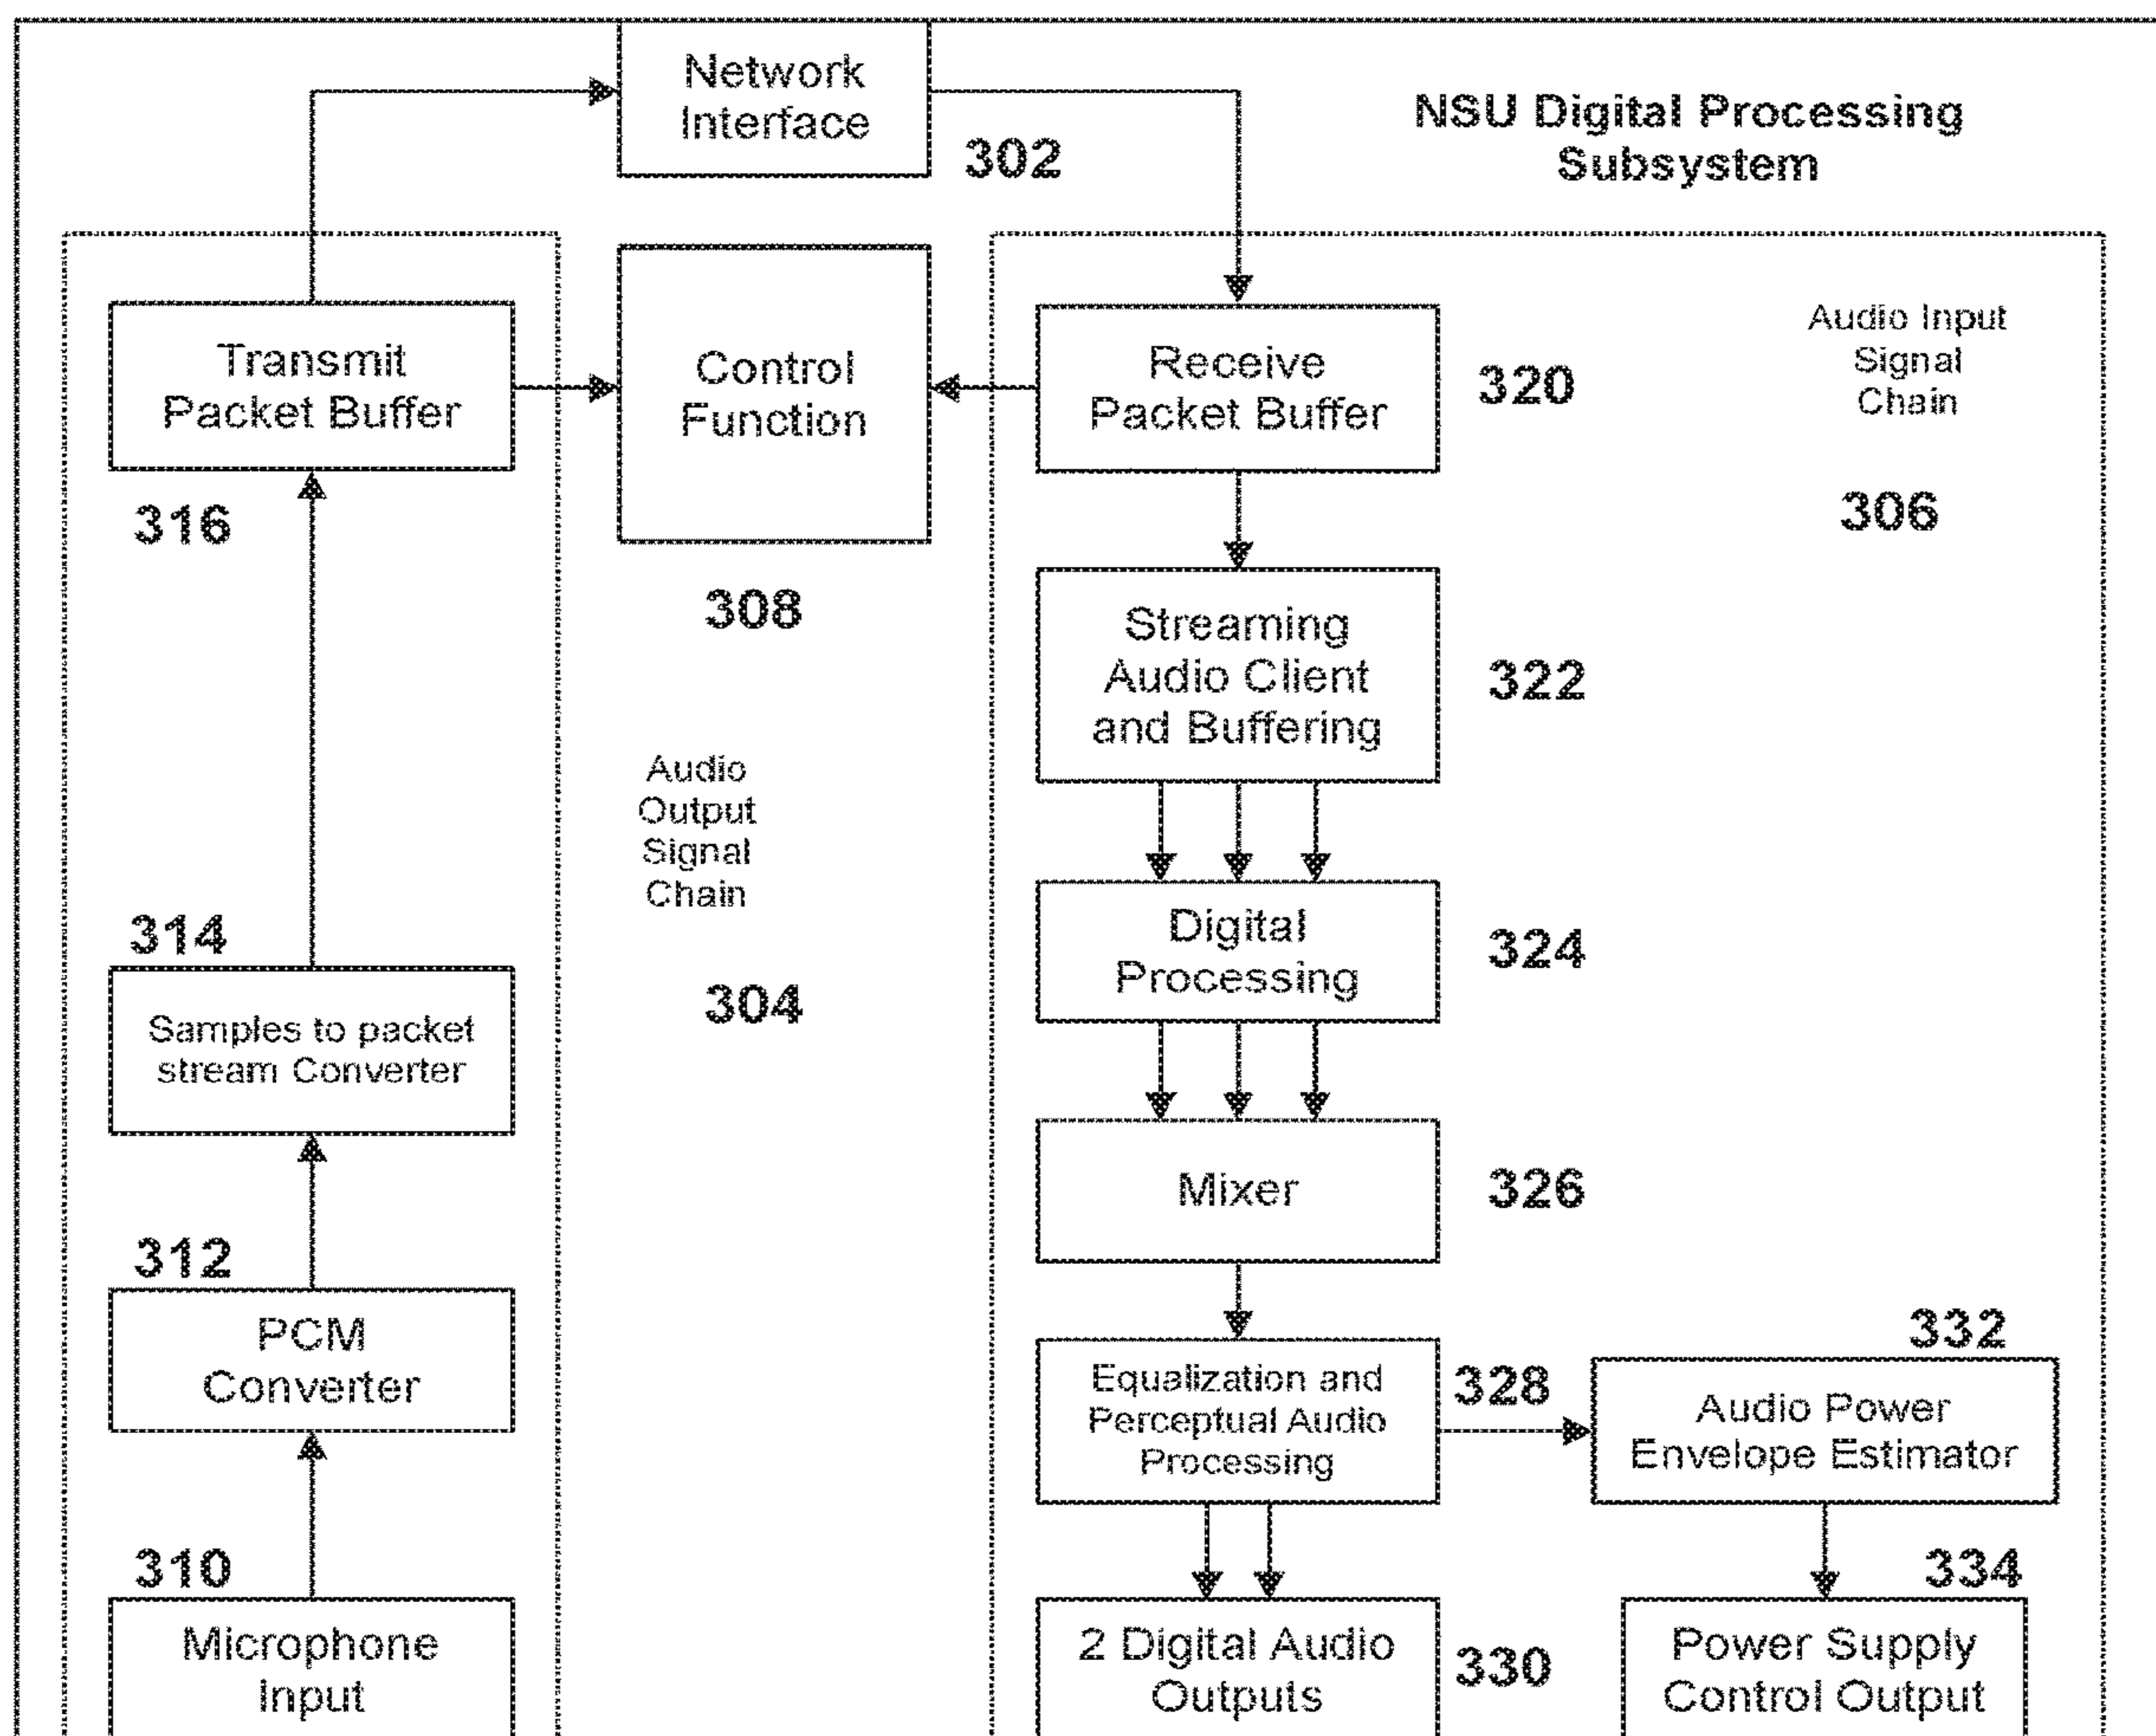 Network
Interface
302
NSU Digital Processing
Subsystem
Transmit
Packet Buffer
316
Control
Function
308
Receive
Packet Buffer
320
Audio Input
Signal
Chain
306
Streaming
Audio Client
and Buffering
322
Audio
Output
Signal
Chain
304
314
Samples to packet
stream Converter
Digital
Processing
324
Mixer
326
312
PCM
Converter
Equalization and
Perceptual Audio
Processing
328
332
Audio Power
Envelope Estimator
310
Microphone
Input
2 Digital Audio
Outputs
330
334
Power Supply
Control Output